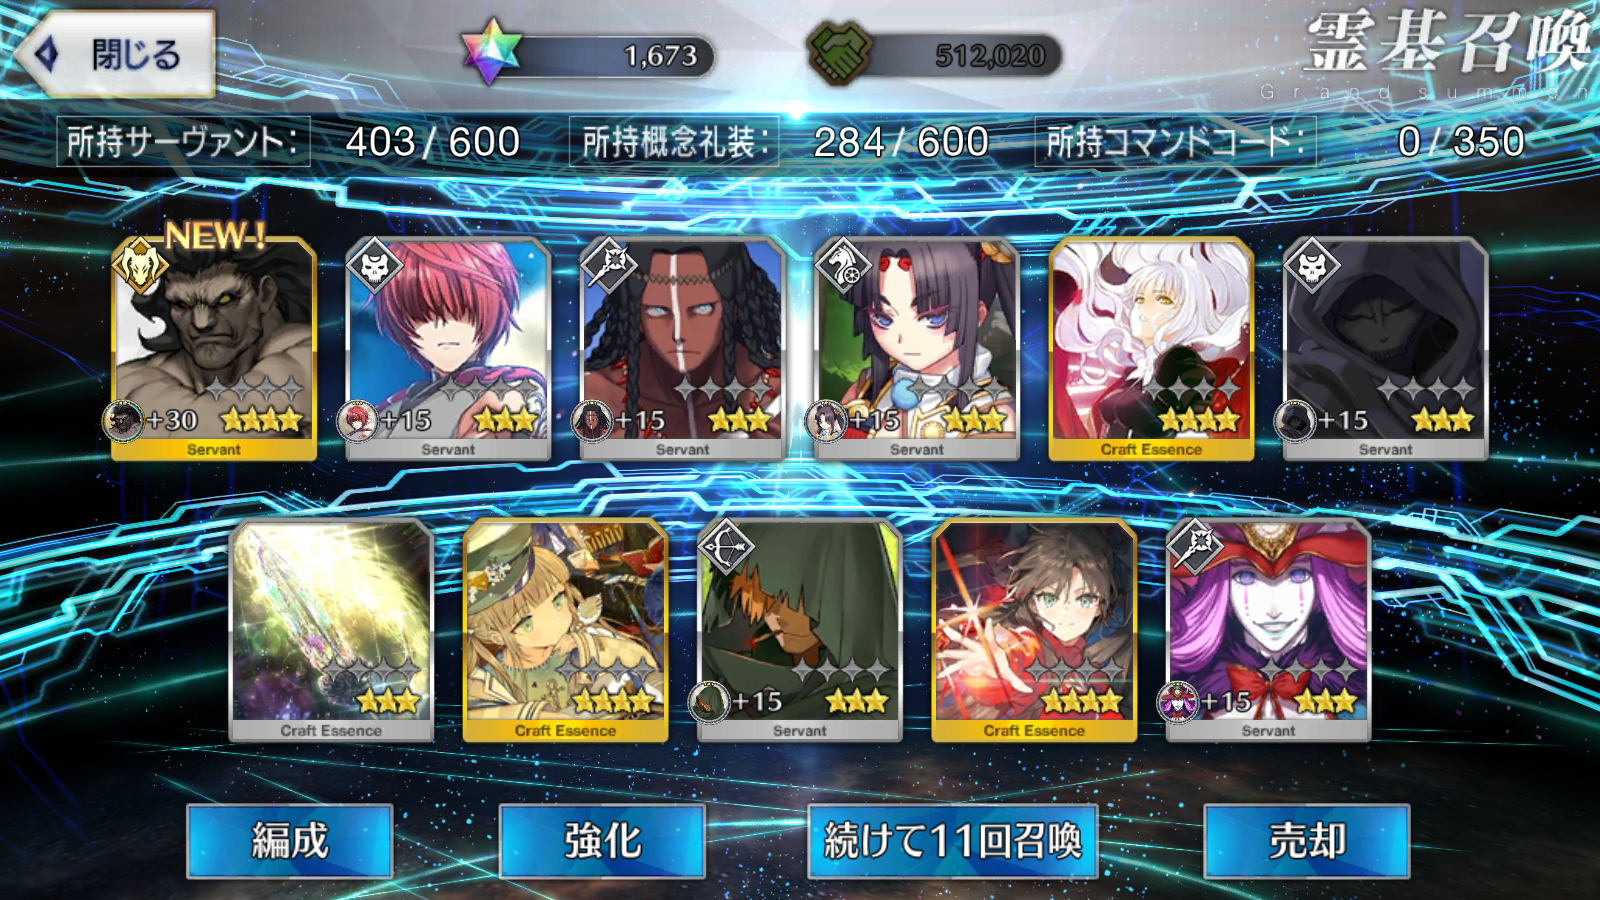 閉じる
1,673
512,020
霊基召喚
Grand summon
所持サーヴァント: 403/600
所持概念礼装: 284/600
所持コマンドコード: 0/350
NEW!
+30
Servant
+15
Servant
+15
Servant
+15
Servant
Craft Essence
+15
Servant
Craft Essence
Craft Essence
+15
Servant
Craft Essence
+15
Servant
編成
強化
続けて11回召喚
売却